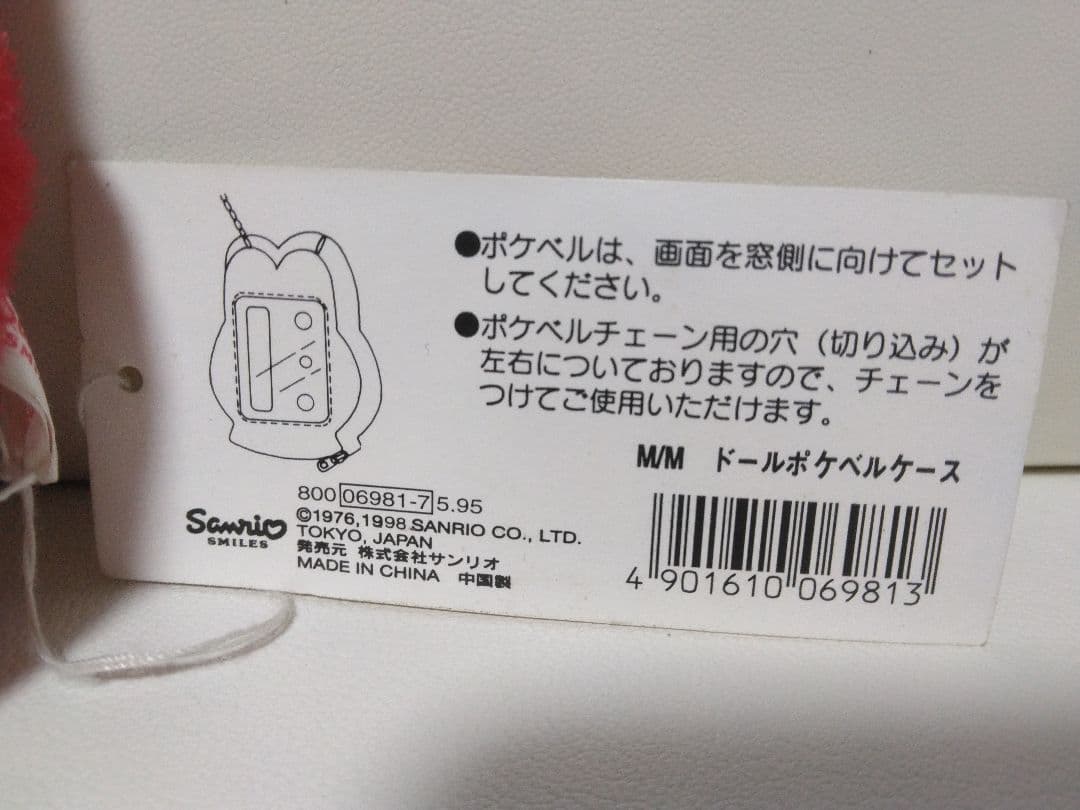 ●ポケベルは、画面を窓側に向けてセット
してください。
●ポケベルチェーン用の穴（切り込み）が
左右についておりますので、チェーンを
つけてご使用いただけます。
M/M ドールポケベルケース
800 06981-7 5.95
©1976,1998 SANRIO CO., LTD.
TOKYO, JAPAN
発売元 株式会社サンリオ
MADE IN CHINA 中国製
Sanrio
SMILES
4 901610 069813